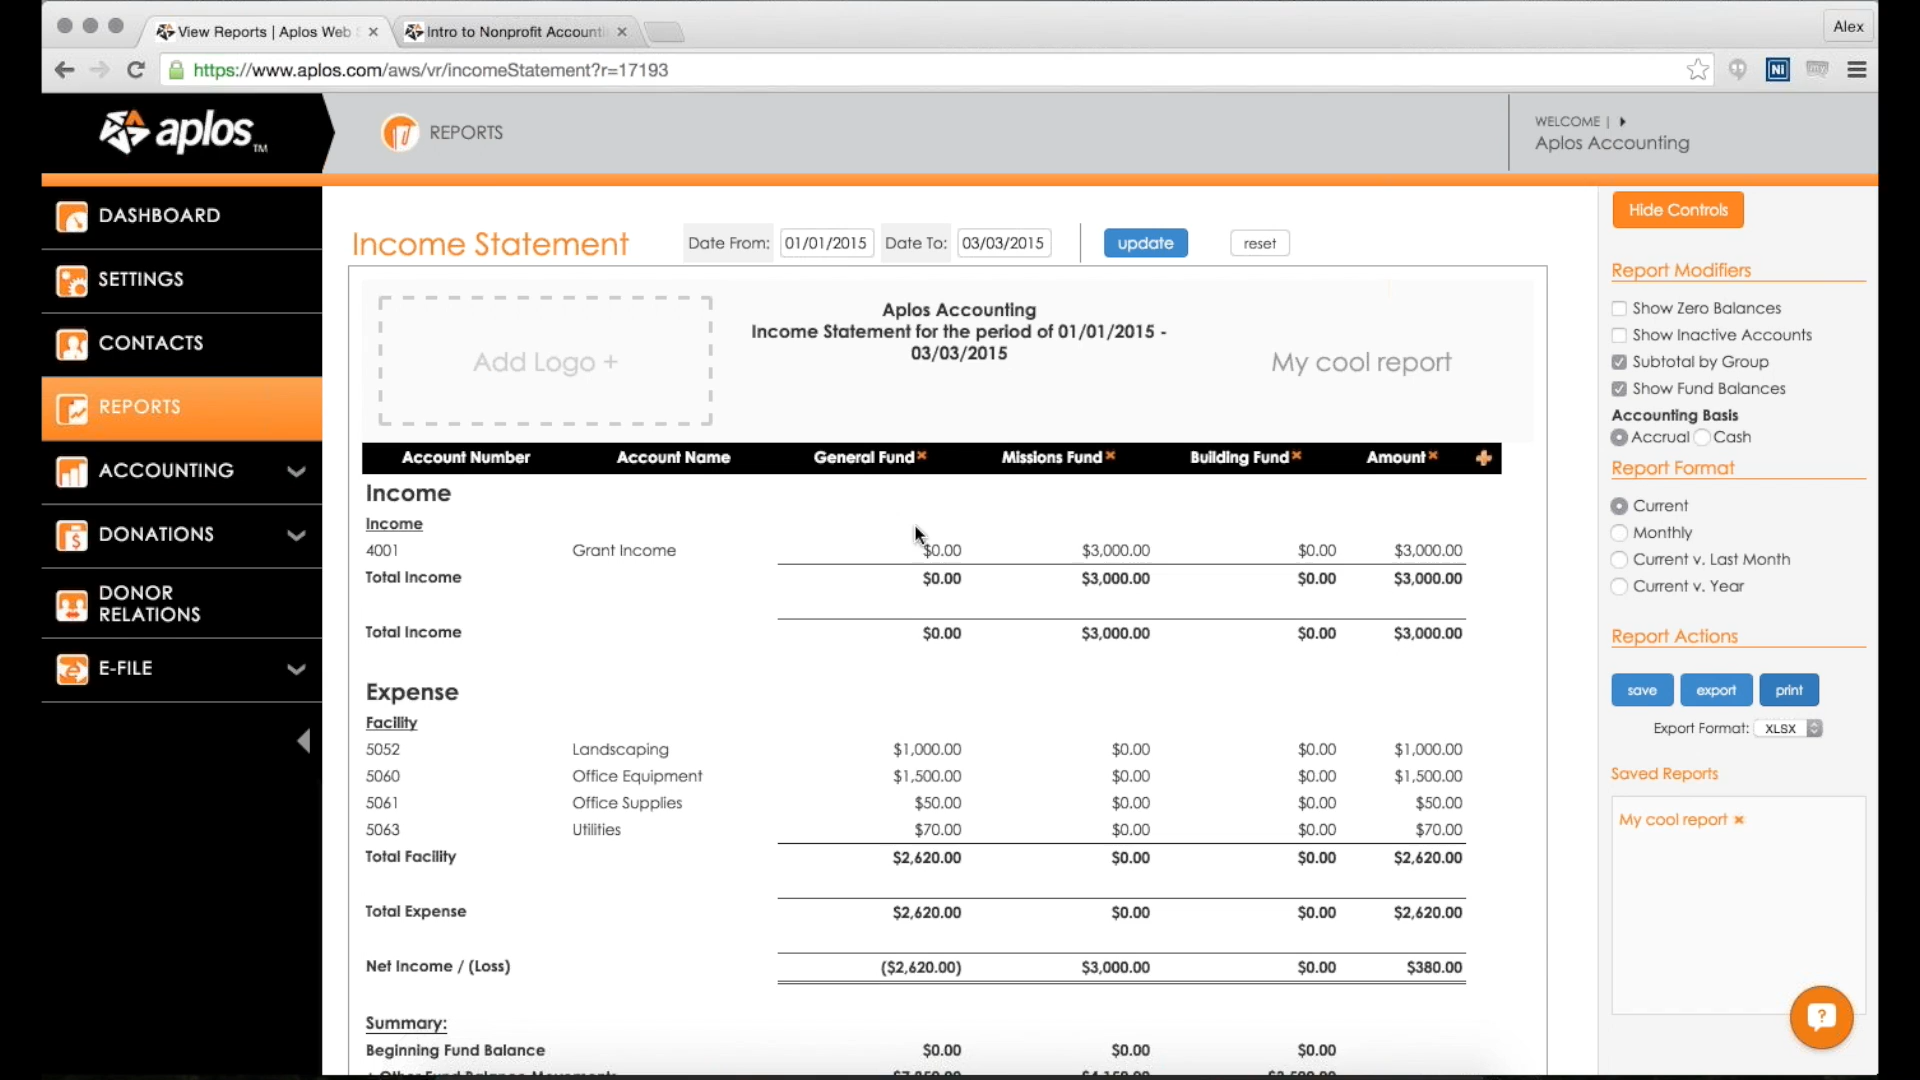 View Reports | Aplos Web
Intro to Nonprofit Accounti
Alex
https://www.aplos.com/aws/vr/incomeStatement?r=17193
Ni
my
aplos TM
REPORTS
WELCOME |
Aplos Accounting
DASHBOARD
SETTINGS
CONTACTS
REPORTS
ACCOUNTING
DONATIONS
DONOR
RELATIONS
E-FILE
Income Statement
Date From: 01/01/2015 Date To: 03/03/2015 update reset
Add Logo +
Aplos Accounting
Income Statement for the period of 01/01/2015 -
03/03/2015
My cool report
Account Number Account Name General Fund Missions Fund Building Fund Amount
Income
Income
4001 Grant Income $0.00 $3,000.00 $0.00 $3,000.00
Total Income $0.00 $3,000.00 $0.00 $3,000.00
Total Income $0.00 $3,000.00 $0.00 $3,000.00
Expense
Facility
5052 Landscaping $1,000.00 $0.00 $0.00 $1,000.00
5060 Office Equipment $1,500.00 $0.00 $0.00 $1,500.00
5061 Office Supplies $50.00 $0.00 $0.00 $50.00
5063 Utilities $70.00 $0.00 $0.00 $70.00
Total Facility $2,620.00 $0.00 $0.00 $2,620.00
Total Expense $2,620.00 $0.00 $0.00 $2,620.00
Net Income / (Loss) ($2,620.00) $3,000.00 $0.00 $380.00
Summary:
Beginning Fund Balance $0.00 $0.00 $0.00
Hide Controls
Report Modifiers
Show Zero Balances
Show Inactive Accounts
Subtotal by Group
Show Fund Balances
Accounting Basis
Accrual Cash
Report Format
Current
Monthly
Current v. Last Month
Current v. Year
Report Actions
save export print
Export Format: XLSX
Saved Reports
My cool report
?